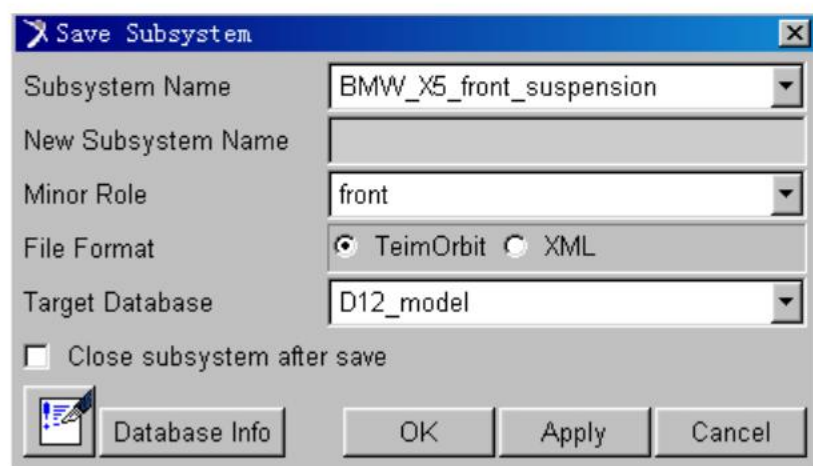 Save Subsystem
Subsystem Name BMW_X5_front_suspension
New Subsystem Name
Minor Role front
File Format TeimOrbit XML
Target Database D12_model
Close subsystem after save
Database Info OK Apply Cancel